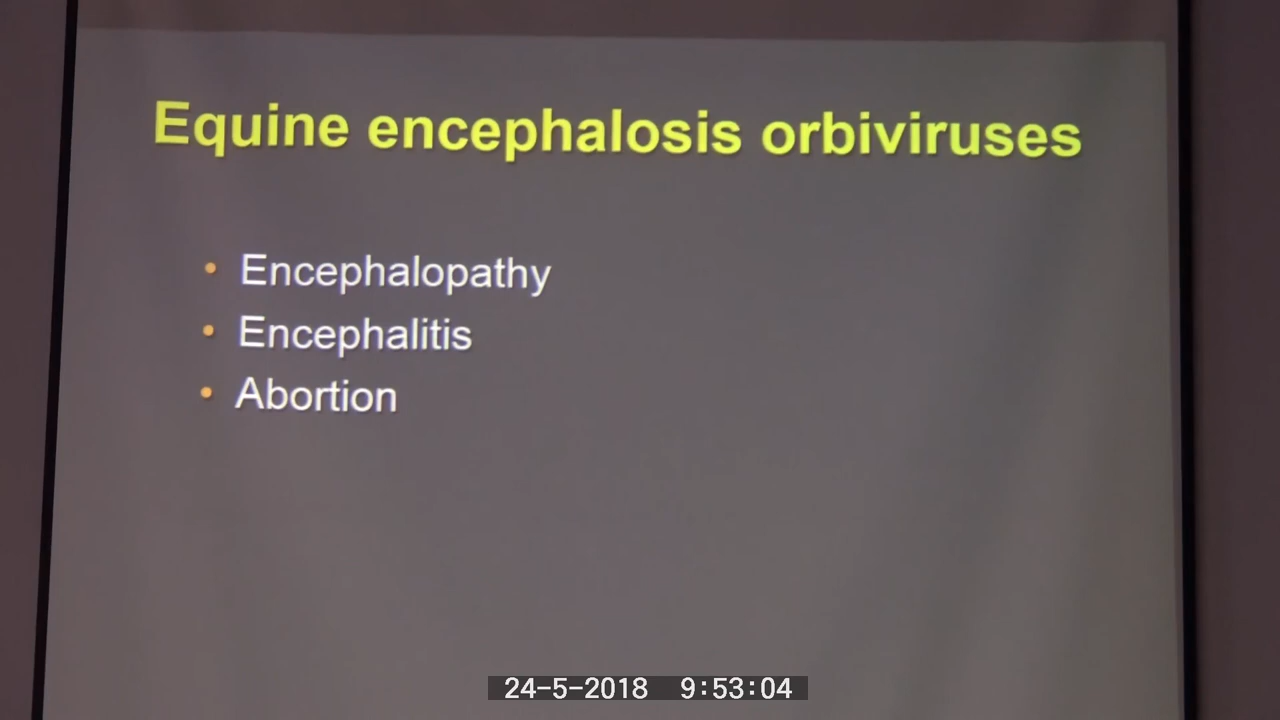 Equine encephalosis orbiviruses
• Encephalopathy
• Encephalitis
• Abortion
24-5-2018 9:53:04